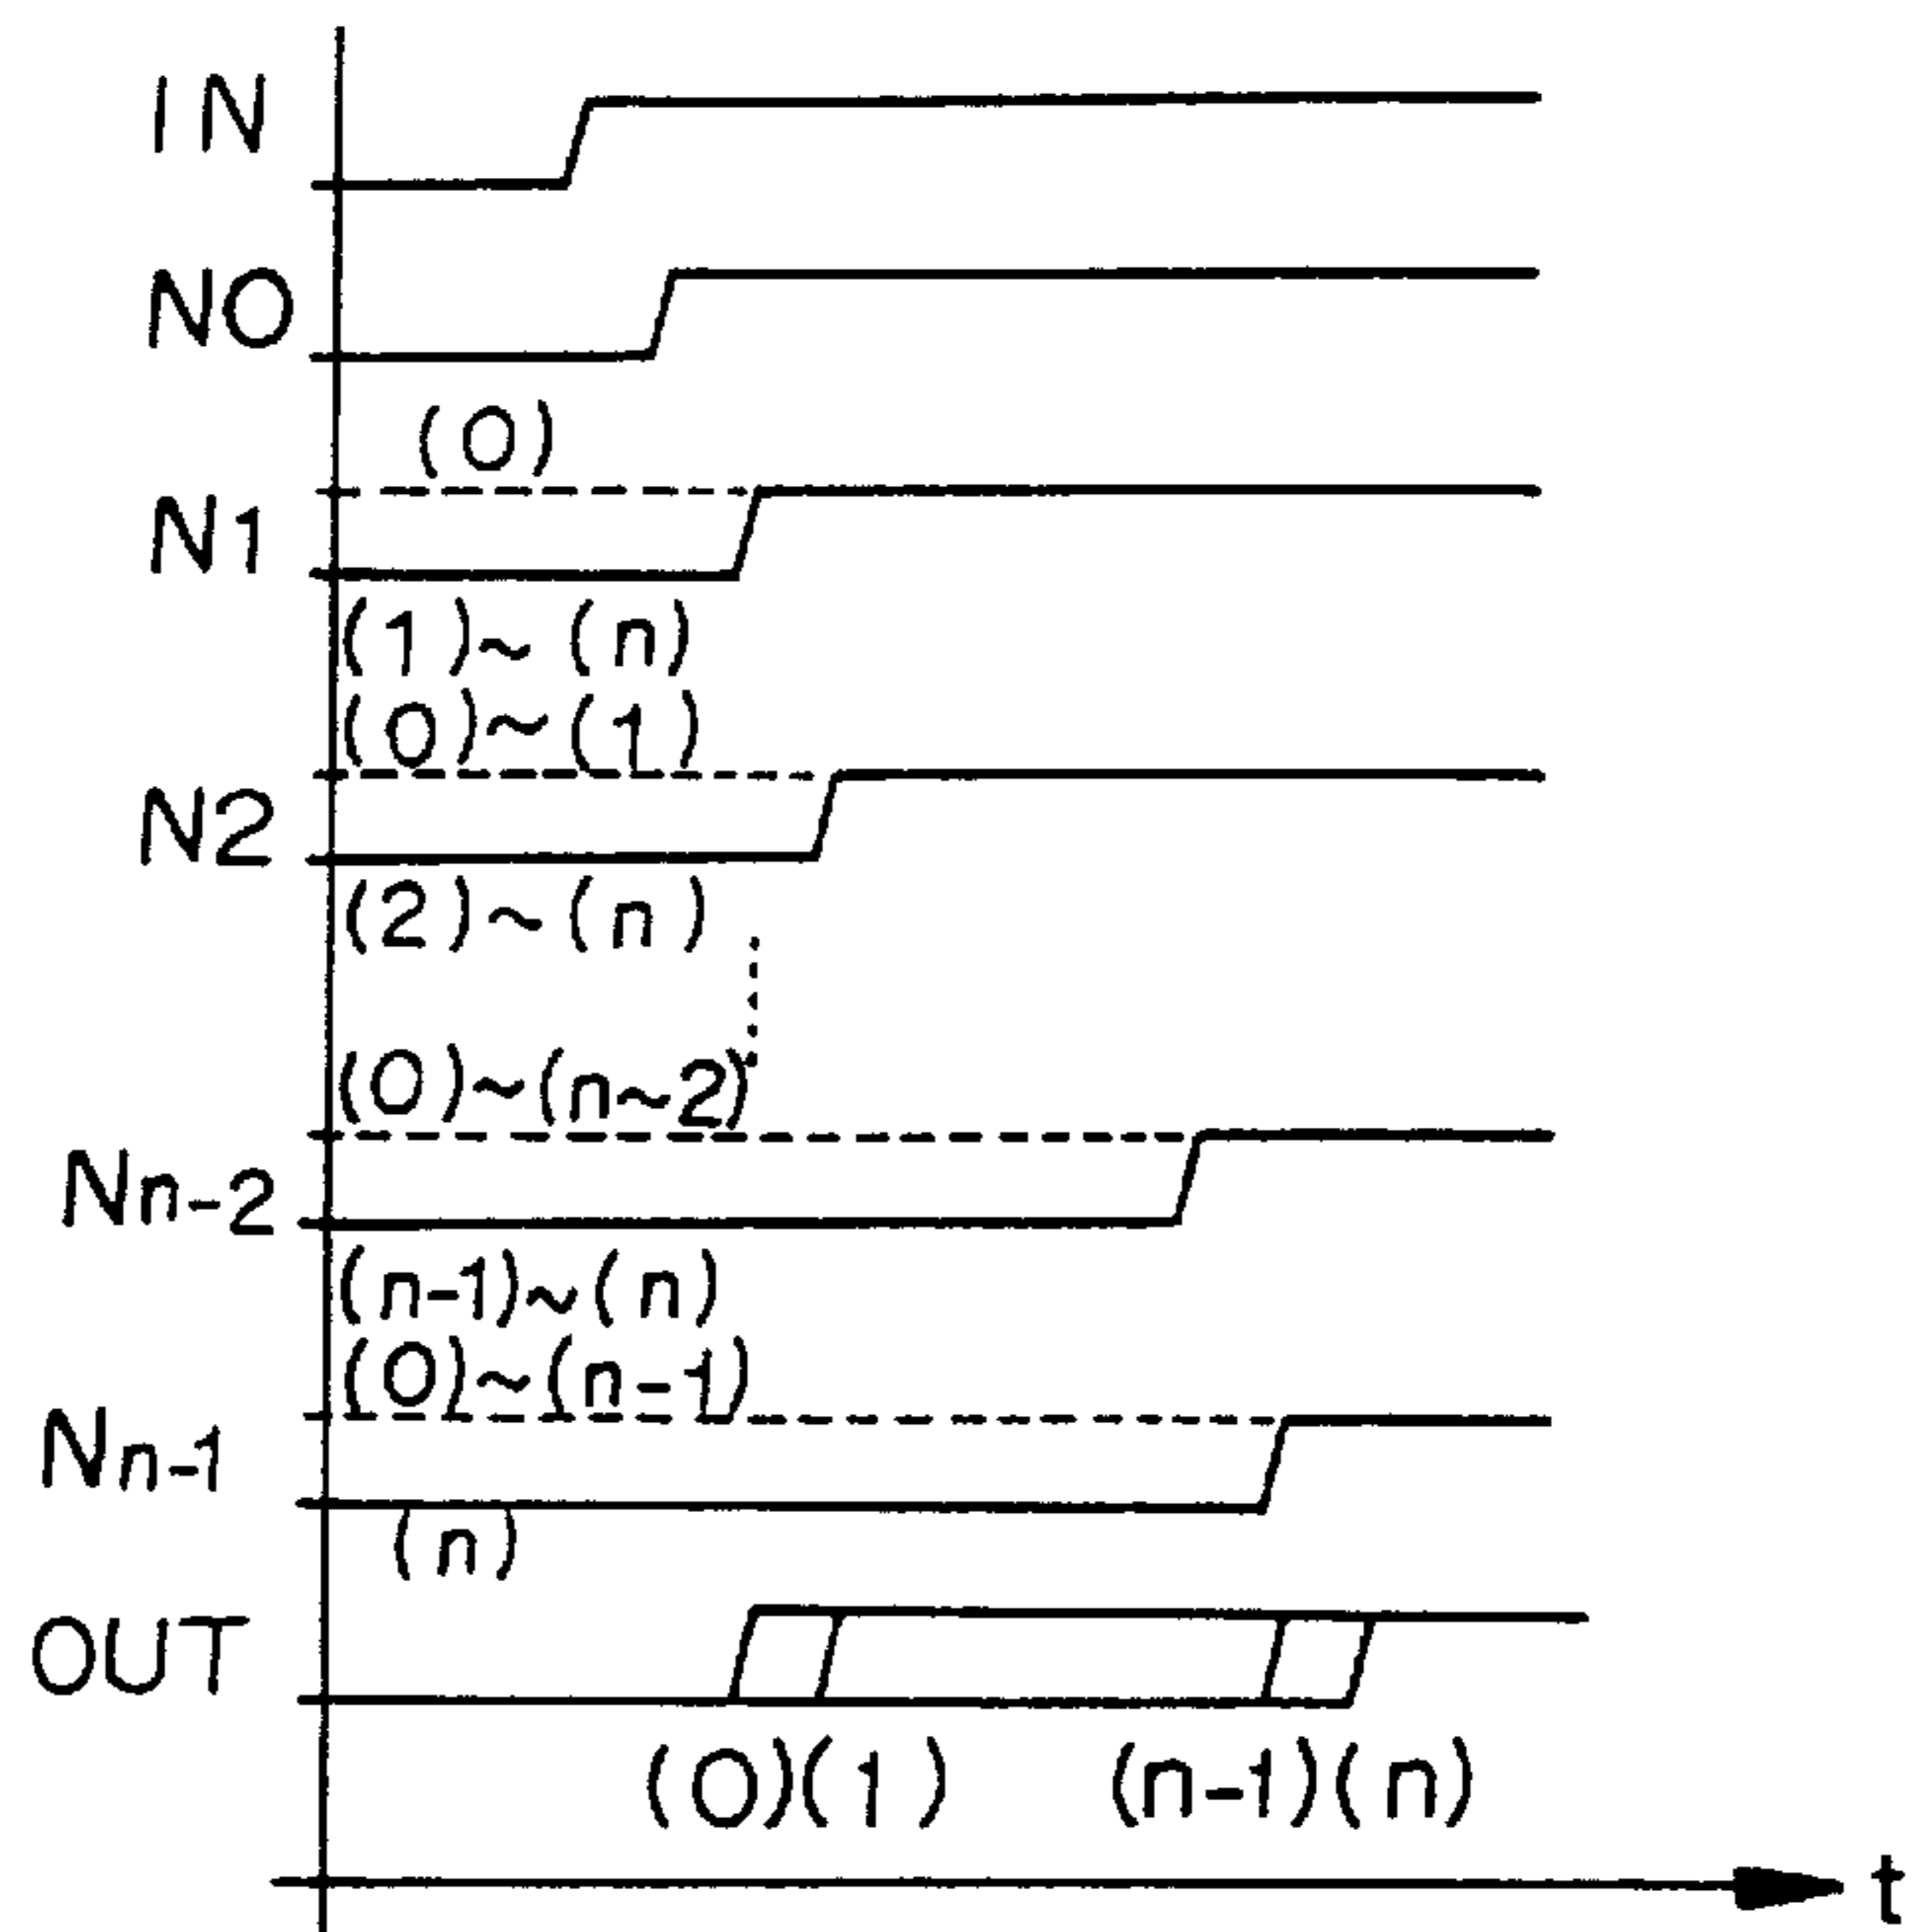 IN
N0
(0)
N1
(1)~(n)
(0)~(1)
N2
(2)~(n)
(0)~(n~2)
Nn-2
(n-1)~(n)
(0)~(n-1)
Nn-1
(n)
OUT
(0)(1) (n-1)(n)
t